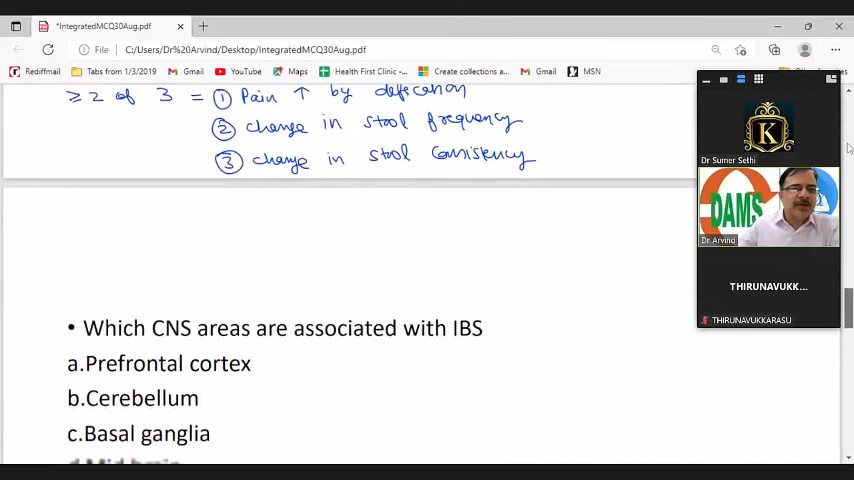 *IntegratedMCQ30Aug.pdf
File
C:/Users/Dr%20Arvind/Desktop/IntegratedMCQ30Aug.pdf
Rediffmail
Tabs from 1/3/2019
Gmail
YouTube
Maps
Health First Clinic -...
Create collections a...
Gmail
MSN
≥2 of 3 = ① Pain ↑ by defecation
② change in stool frequency
③ change in stool consistency
K
Dr Sumer Sethi
DAMS
Dr Arvind
THIRUNAVUKK...
THIRUNAVUKKARASU
• Which CNS areas are associated with IBS
a.Prefrontal cortex
b.Cerebellum
c.Basal ganglia
d.Mid brain